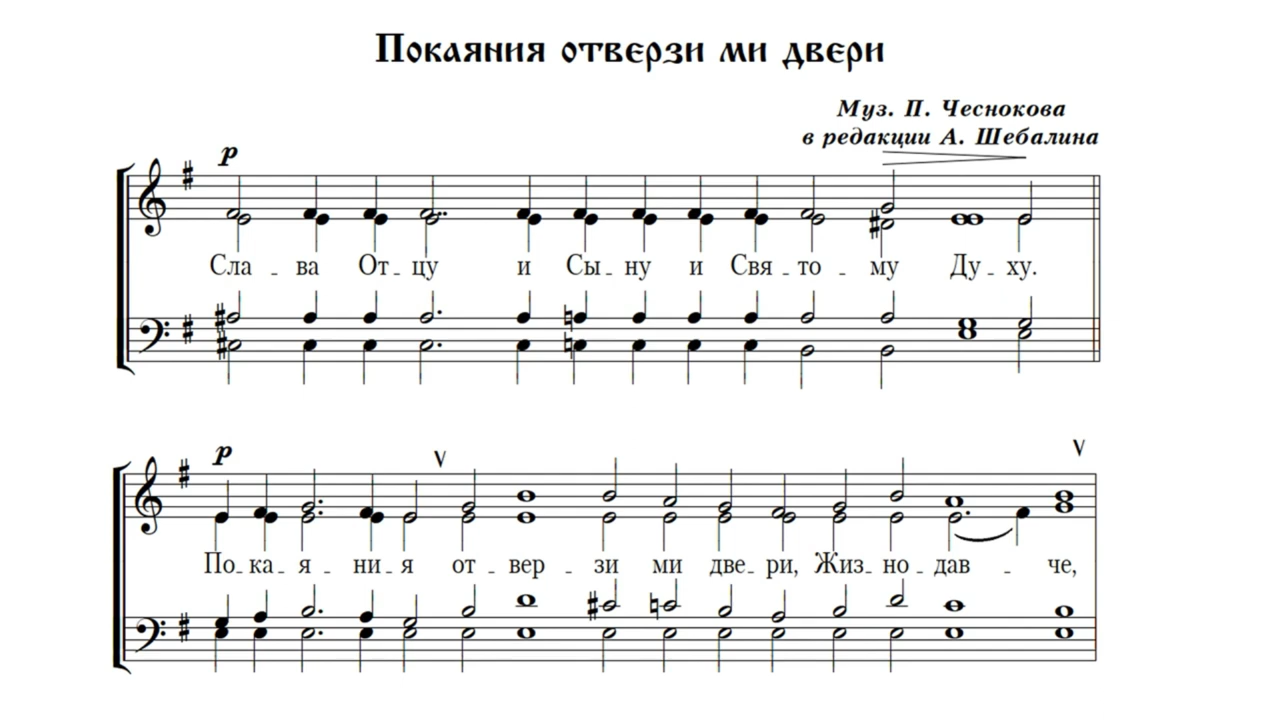 Покаяния отверзи ми двери
Муз. П. Чеснокова
в редакции А. Шебалина
p
Сла - ва От - цу и Сы - ну и Свя - то - му Ду - ху.
p
По - ка - я - ни - я от - вер - зи ми две - ри, Жиз - но - дав - че,